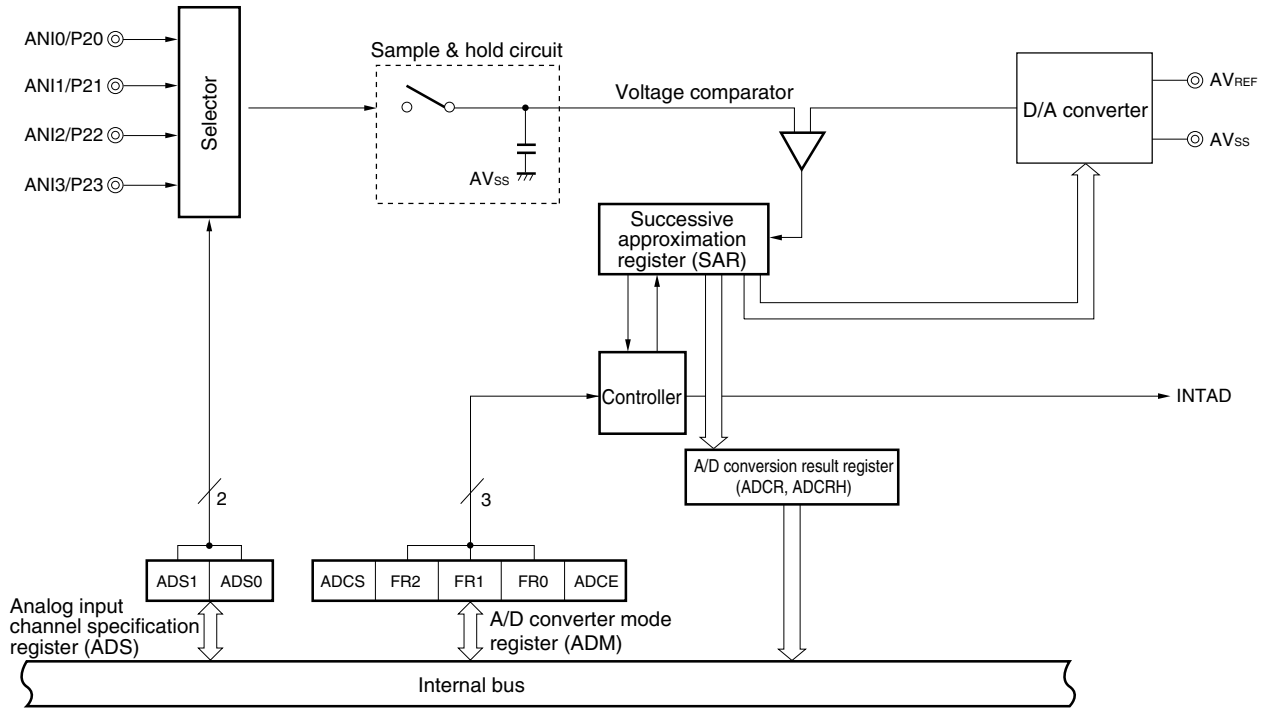 ANI0/P20
ANI1/P21
ANI2/P22
ANI3/P23
Selector
Sample & hold circuit
AVSS
Voltage comparator
D/A converter
AVREF
AVSS
Successive
approximation
register (SAR)
Controller
INTAD
A/D conversion result register
(ADCR, ADCRH)
2
3
ADS1 ADS0
ADCS FR2 FR1 FR0 ADCE
Analog input
channel specification
register (ADS)
A/D converter mode
register (ADM)
Internal bus